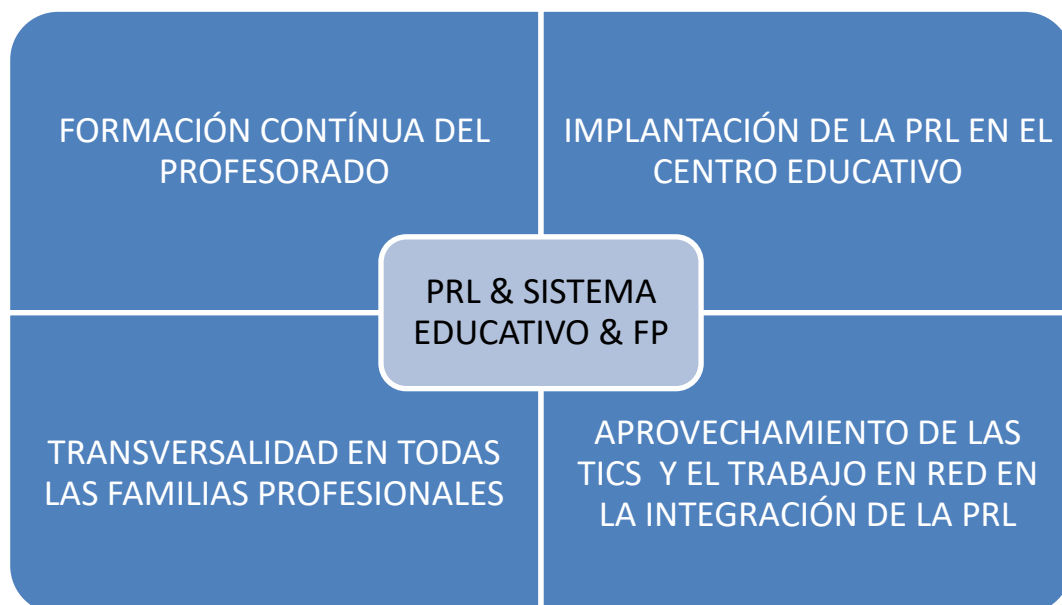 FORMACIÓN CONTÍNUA DEL
PROFESORADO
IMPLANTACIÓN DE LA PRL EN EL
CENTRO EDUCATIVO
PRL & SISTEMA
EDUCATIVO & FP
TRANSVERSALIDAD EN TODAS
LAS FAMILIAS PROFESIONALES
APROVECHAMIENTO DE LAS
TICS Y EL TRABAJO EN RED EN
LA INTEGRACIÓN DE LA PRL